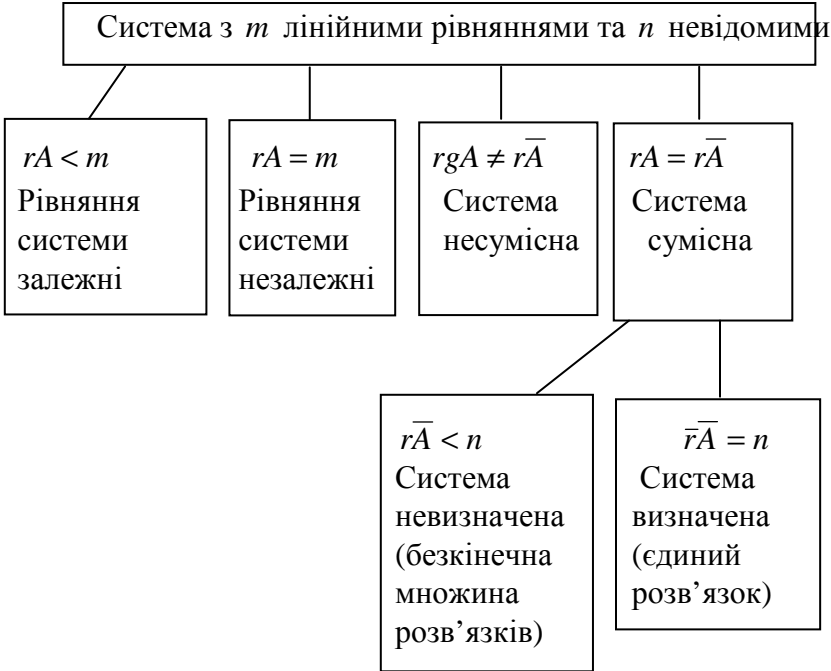 Система з m лінійними рівняннями та n невідомими
rA < m
Рівняння
системи
залежні
rA = m
Рівняння
системи
незалежні
rgA ≠ rA̅
Система
несумісна
rA = rA̅
Система
сумісна
rA̅ < n
Система
невизначена
(безкінечна
множина
розв’язків)
r̅A̅ = n
Система
визначена
(єдиний
розв’язок)